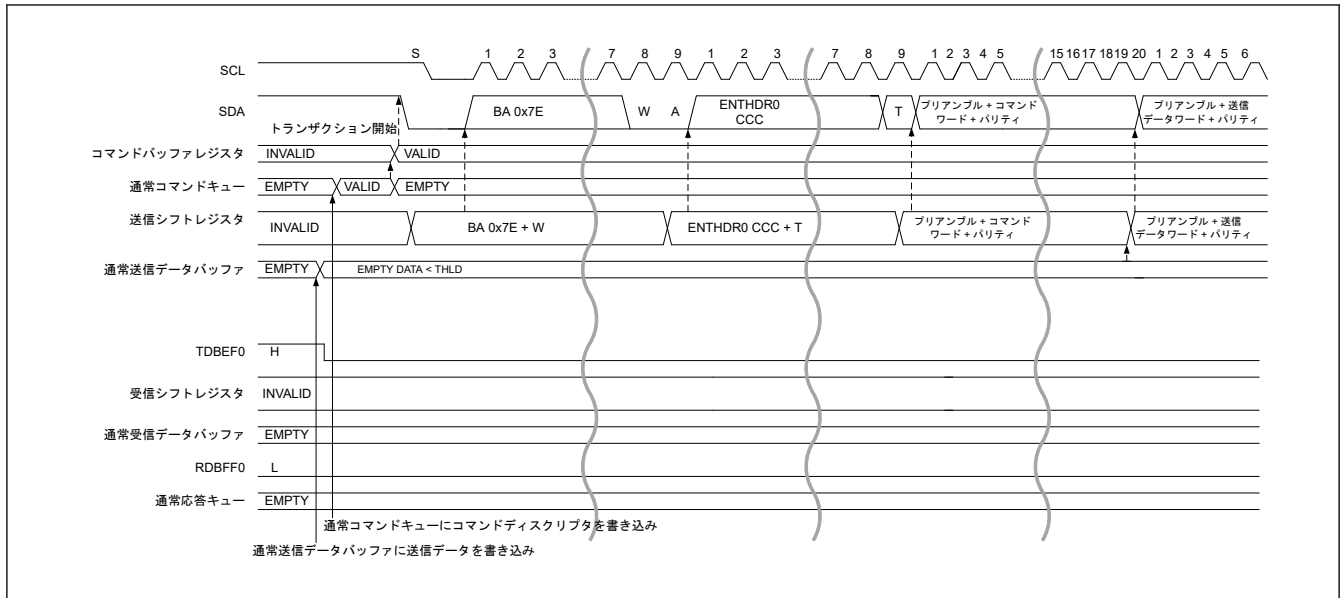 S 1 2 3 7 8 9 1 2 3 7 8 9 1 2 3 4 5 15 16 17 18 19 20 1 2 3 4 5 6
SCL
SDA BA 0x7E W A ENTHDR0 CCC T プリアンブル + コマンド ワード + パリティ プリアンブル + 送信 データワード + パリティ
トランザクション開始
コマンドバッファレジスタ INVALID VALID
通常コマンドキュー EMPTY VALID EMPTY
送信シフトレジスタ INVALID BA 0x7E + W ENTHDR0 CCC + T プリアンブル + コマンド ワード + パリティ プリアンブル + 送信 データワード + パリティ
通常送信データバッファ EMPTY EMPTY DATA < THLD
TDBEF0 H
受信シフトレジスタ INVALID
通常受信データバッファ EMPTY
RDBFF0 L
通常応答キュー EMPTY
通常コマンドキューにコマンドディスクリプタを書き込み
通常送信データバッファに送信データを書き込み